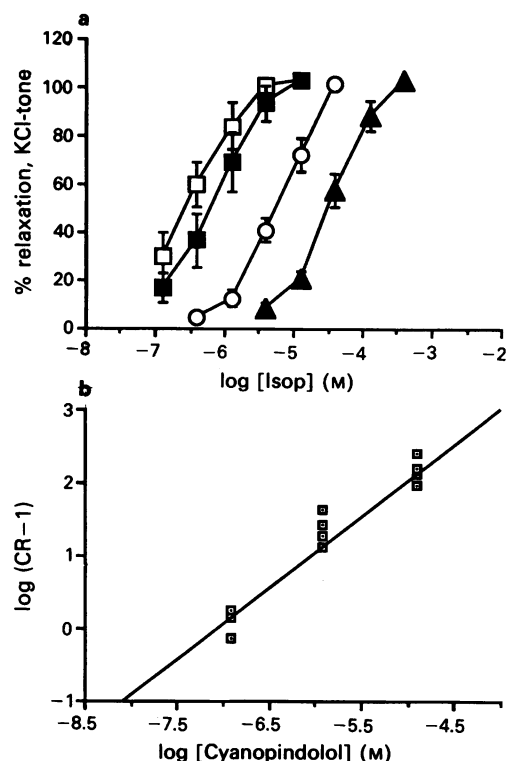 a
% relaxation, KCl-tone
120
100
80
60
40
20
0
−8 −7 −6 −5 −4 −3 −2
log [Isop] (M)
b
log (CR−1)
3
2
1
0
−1
−8.5 −7.5 −6.5 −5.5 −4.5
log [Cyanopindolol] (M)